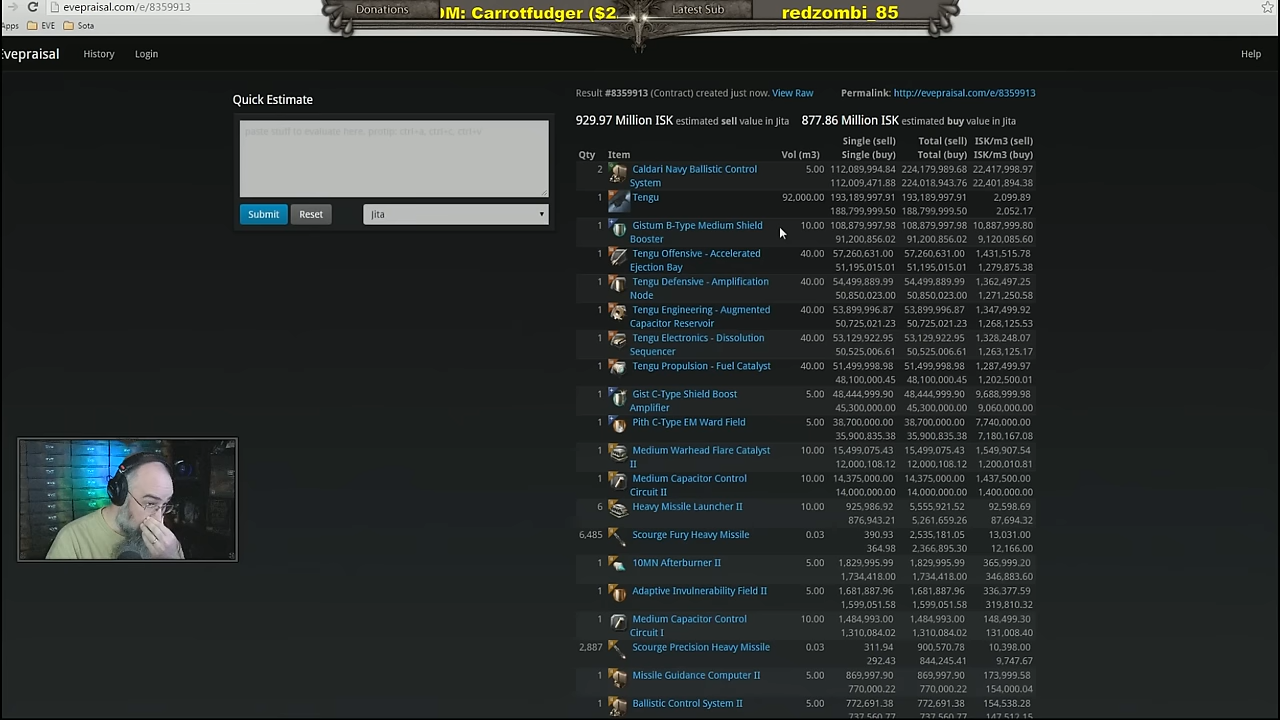 evepraisal.com/e/8359913
Donations
OM: Carrotfudger ($2
Latest Sub
redzombi_85
Apps EVE Sota
Evepraisal History Login Help
Quick Estimate
paste stuff to evaluate here. protip: ctrl+a, ctrl+c, ctrl+v
Submit Reset Jita
Result #8359913 (Contract) created just now. View Raw Permalink: http://evepraisal.com/e/8359913
929.97 Million ISK estimated sell value in Jita 877.86 Million ISK estimated buy value in Jita
Single (sell) Total (sell) ISK/m3 (sell)
Qty Item Vol (m3) Single (buy) Total (buy) ISK/m3 (buy)
2 Caldari Navy Ballistic Control 5.00 112,089,994.84 224,179,989.68 22,417,998.97
System 112,009,471.88 224,018,943.76 22,401,894.38
1 Tengu 92,000.00 193,189,997.91 193,189,997.91 2,099.89
188,799,999.50 188,799,999.50 2,052.17
1 Gistum B-Type Medium Shield 10.00 108,879,997.98 108,879,997.98 10,887,999.80
Booster 91,200,856.02 91,200,856.02 9,120,085.60
1 Tengu Offensive - Accelerated 40.00 57,260,631.00 57,260,631.00 1,431,515.78
Ejection Bay 51,195,015.01 51,195,015.01 1,279,875.38
1 Tengu Defensive - Amplification 40.00 54,499,889.99 54,499,889.99 1,362,497.25
Node 50,850,023.00 50,850,023.00 1,271,250.58
1 Tengu Engineering - Augmented 40.00 53,899,996.87 53,899,996.87 1,347,499.92
Capacitor Reservoir 50,725,021.23 50,725,021.23 1,268,125.53
1 Tengu Electronics - Dissolution 40.00 53,129,922.95 53,129,922.95 1,328,248.07
Sequencer 50,525,006.61 50,525,006.61 1,263,125.17
1 Tengu Propulsion - Fuel Catalyst 40.00 51,499,998.98 51,499,998.98 1,287,499.97
48,100,000.45 48,100,000.45 1,202,500.01
1 Gist C-Type Shield Boost 5.00 48,444,999.90 48,444,999.90 9,688,999.98
Amplifier 45,300,000.00 45,300,000.00 9,060,000.00
1 Pith C-Type EM Ward Field 5.00 38,700,000.00 38,700,000.00 7,740,000.00
35,900,835.38 35,900,835.38 7,180,167.08
1 Medium Warhead Flare Catalyst 10.00 15,499,075.43 15,499,075.43 1,549,907.54
II 12,000,108.12 12,000,108.12 1,200,010.81
1 Medium Capacitor Control 10.00 14,375,000.00 14,375,000.00 1,437,500.00
Circuit II 14,000,000.00 14,000,000.00 1,400,000.00
6 Heavy Missile Launcher II 10.00 925,986.92 5,555,921.52 92,598.69
876,943.21 5,261,659.26 87,694.32
6,485 Scourge Fury Heavy Missile 0.03 390.93 2,535,181.05 13,031.00
364.98 2,366,895.30 12,166.00
1 10MN Afterburner II 5.00 1,829,995.99 1,829,995.99 365,999.20
1,734,418.00 1,734,418.00 346,883.60
1 Adaptive Invulnerability Field II 5.00 1,681,887.96 1,681,887.96 336,377.59
1,599,051.58 1,599,051.58 319,810.32
1 Medium Capacitor Control 10.00 1,484,993.00 1,484,993.00 148,499.30
Circuit I 1,310,084.02 1,310,084.02 131,008.40
2,887 Scourge Precision Heavy Missile 0.03 311.94 900,570.78 10,398.00
292.43 844,245.41 9,747.67
1 Missile Guidance Computer II 5.00 869,997.90 869,997.90 173,999.58
770,000.22 770,000.22 154,000.04
1 Ballistic Control System II 5.00 772,691.38 772,691.38 154,538.28
737,560.77 737,560.77 147,512.15